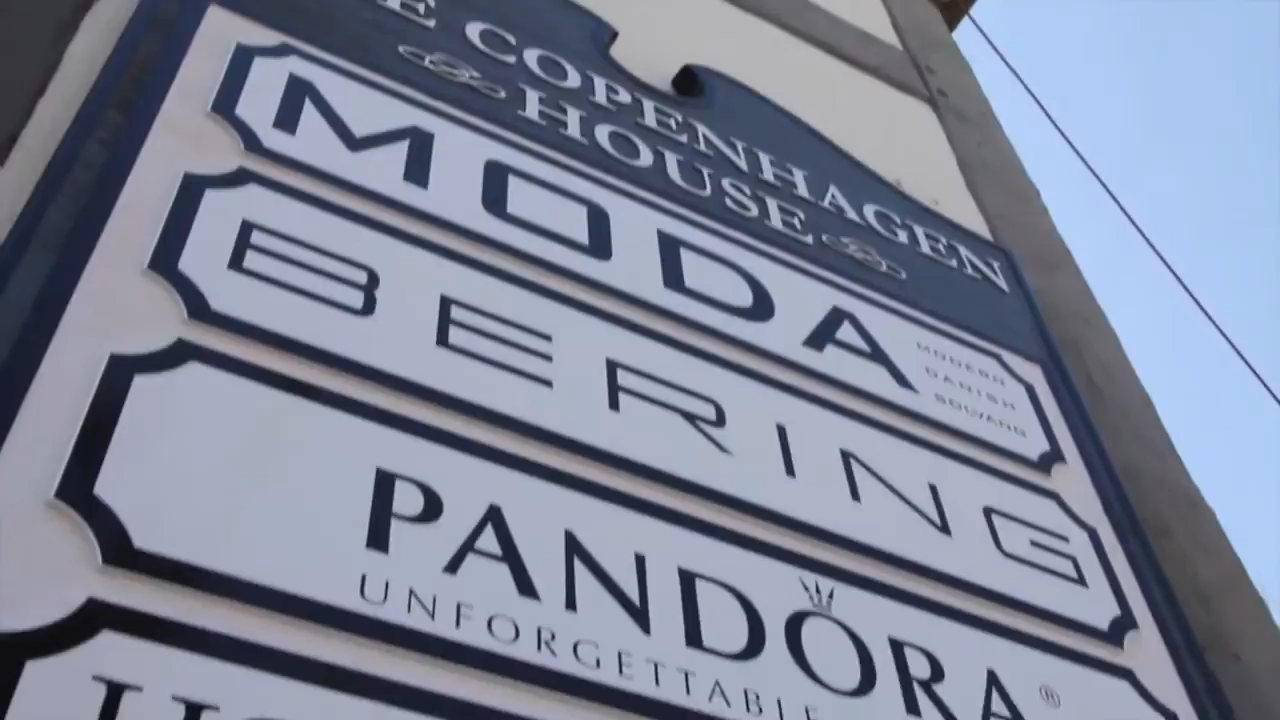 COPENHAGEN
HOUSE
MODA
MODERN
DANISH
SOLVANG
BERING
PANDORA®
UNFORGETTABLE